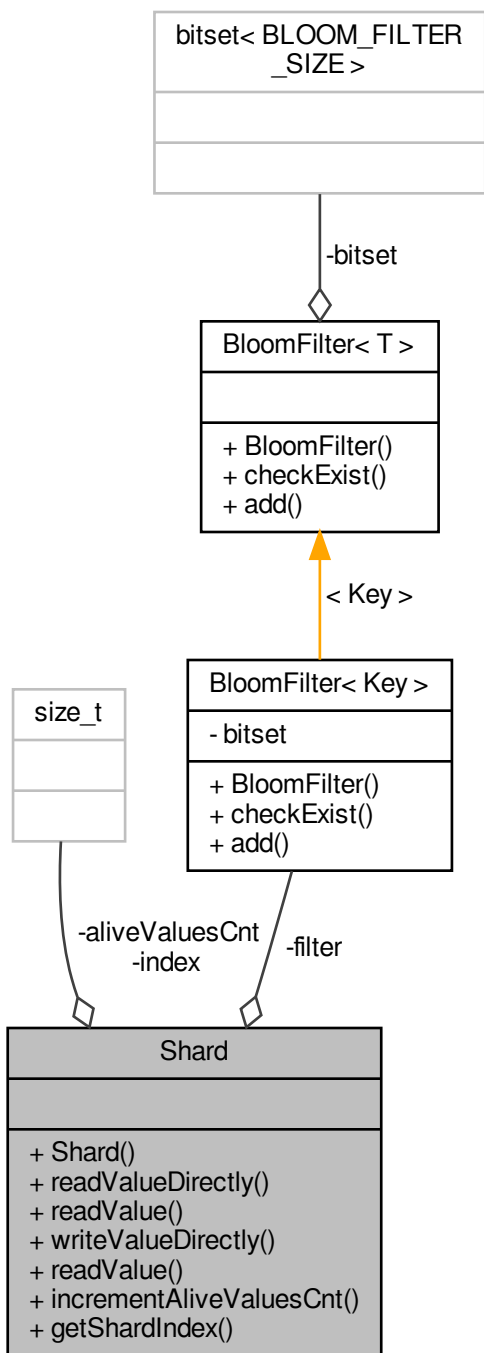 bitset< BLOOM_FILTER
_SIZE >
-bitset
BloomFilter< T >
+ BloomFilter()
+ checkExist()
+ add()
< Key >
BloomFilter< Key >
- bitset
+ BloomFilter()
+ checkExist()
+ add()
size_t
-aliveValuesCnt
-index
-filter
Shard
+ Shard()
+ readValueDirectly()
+ readValue()
+ writeValueDirectly()
+ readValue()
+ incrementAliveValuesCnt()
+ getShardIndex()